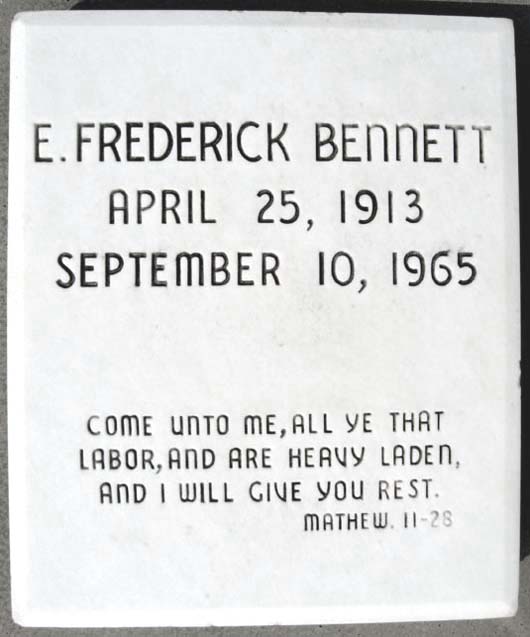 E. FREDERICK BENNETT
APRIL 25, 1913
SEPTEMBER 10, 1965
COME UNTO ME, ALL YE THAT
LABOR, AND ARE HEAVY LADEN,
AND I WILL GIVE YOU REST.
MATHEW. 11-28